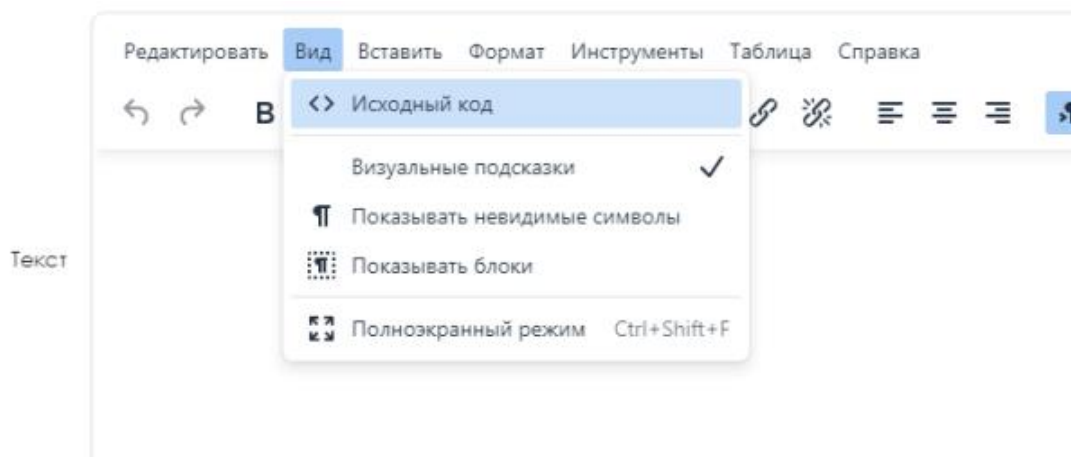 Редактировать Вид Вставить Формат Инструменты Таблица Справка
B
Исходный код
Визуальные подсказки
Показывать невидимые символы
Текст
Показывать блоки
Полноэкранный режим Ctrl+Shift+F